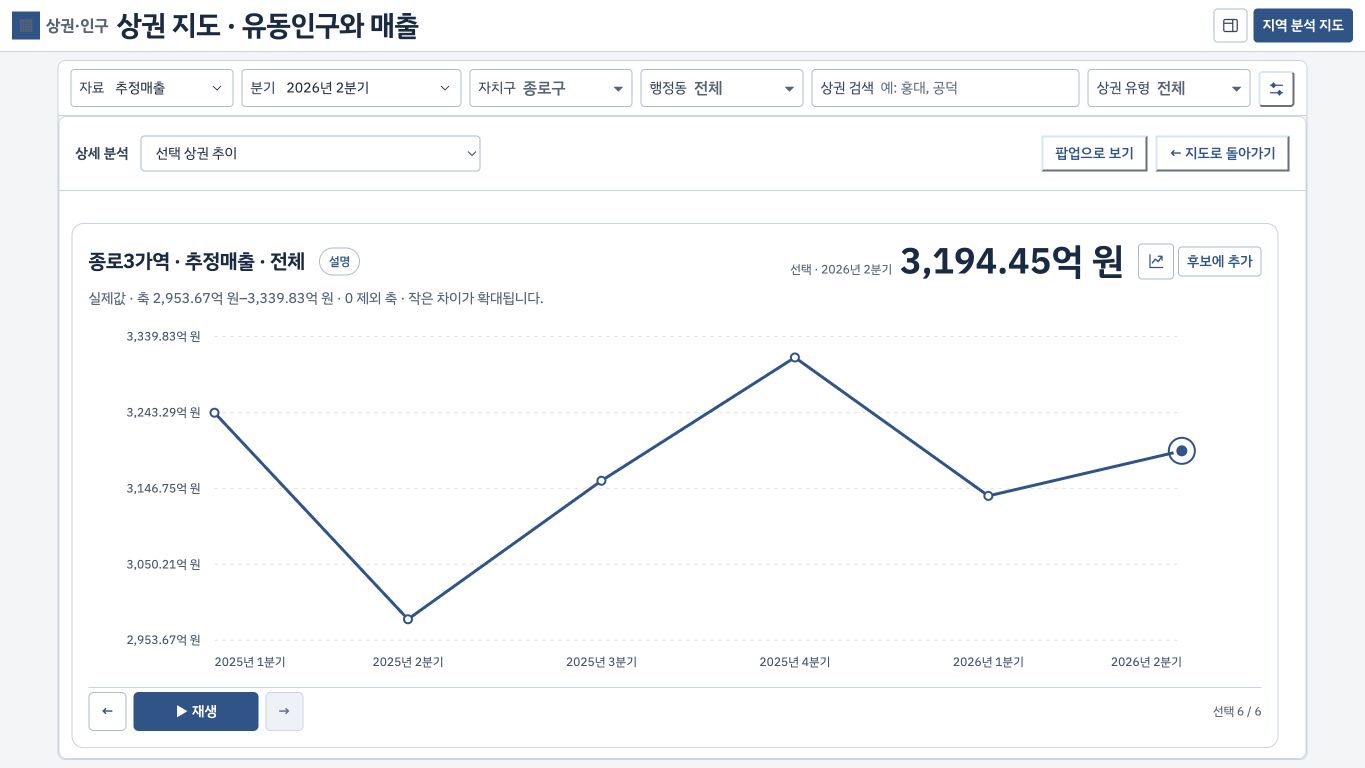 상권·인구 상권 지도 · 유동인구와 매출
지역 분석 지도
자료 추정매출
분기 2026년 2분기
자치구 종로구
행정동 전체
상권 검색 예: 홍대, 공덕
상권 유형 전체
상세 분석 선택 상권 추이
팝업으로 보기
← 지도로 돌아가기
종로3가역 · 추정매출 · 전체 설명
선택 · 2026년 2분기 3,194.45억 원
후보에 추가
실제값 · 축 2,953.67억 원–3,339.83억 원 · 0 제외 축 · 작은 차이가 확대됩니다.
3,339.83억 원
3,243.29억 원
3,146.75억 원
3,050.21억 원
2,953.67억 원
2025년 1분기 2025년 2분기 2025년 3분기 2025년 4분기 2026년 1분기 2026년 2분기
← ▶ 재생 →
선택 6 / 6